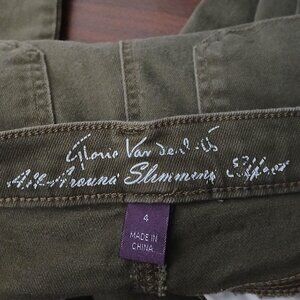 Gloria Vanderbilt
All Around Slimming Effect
4
MADE IN
CHINA